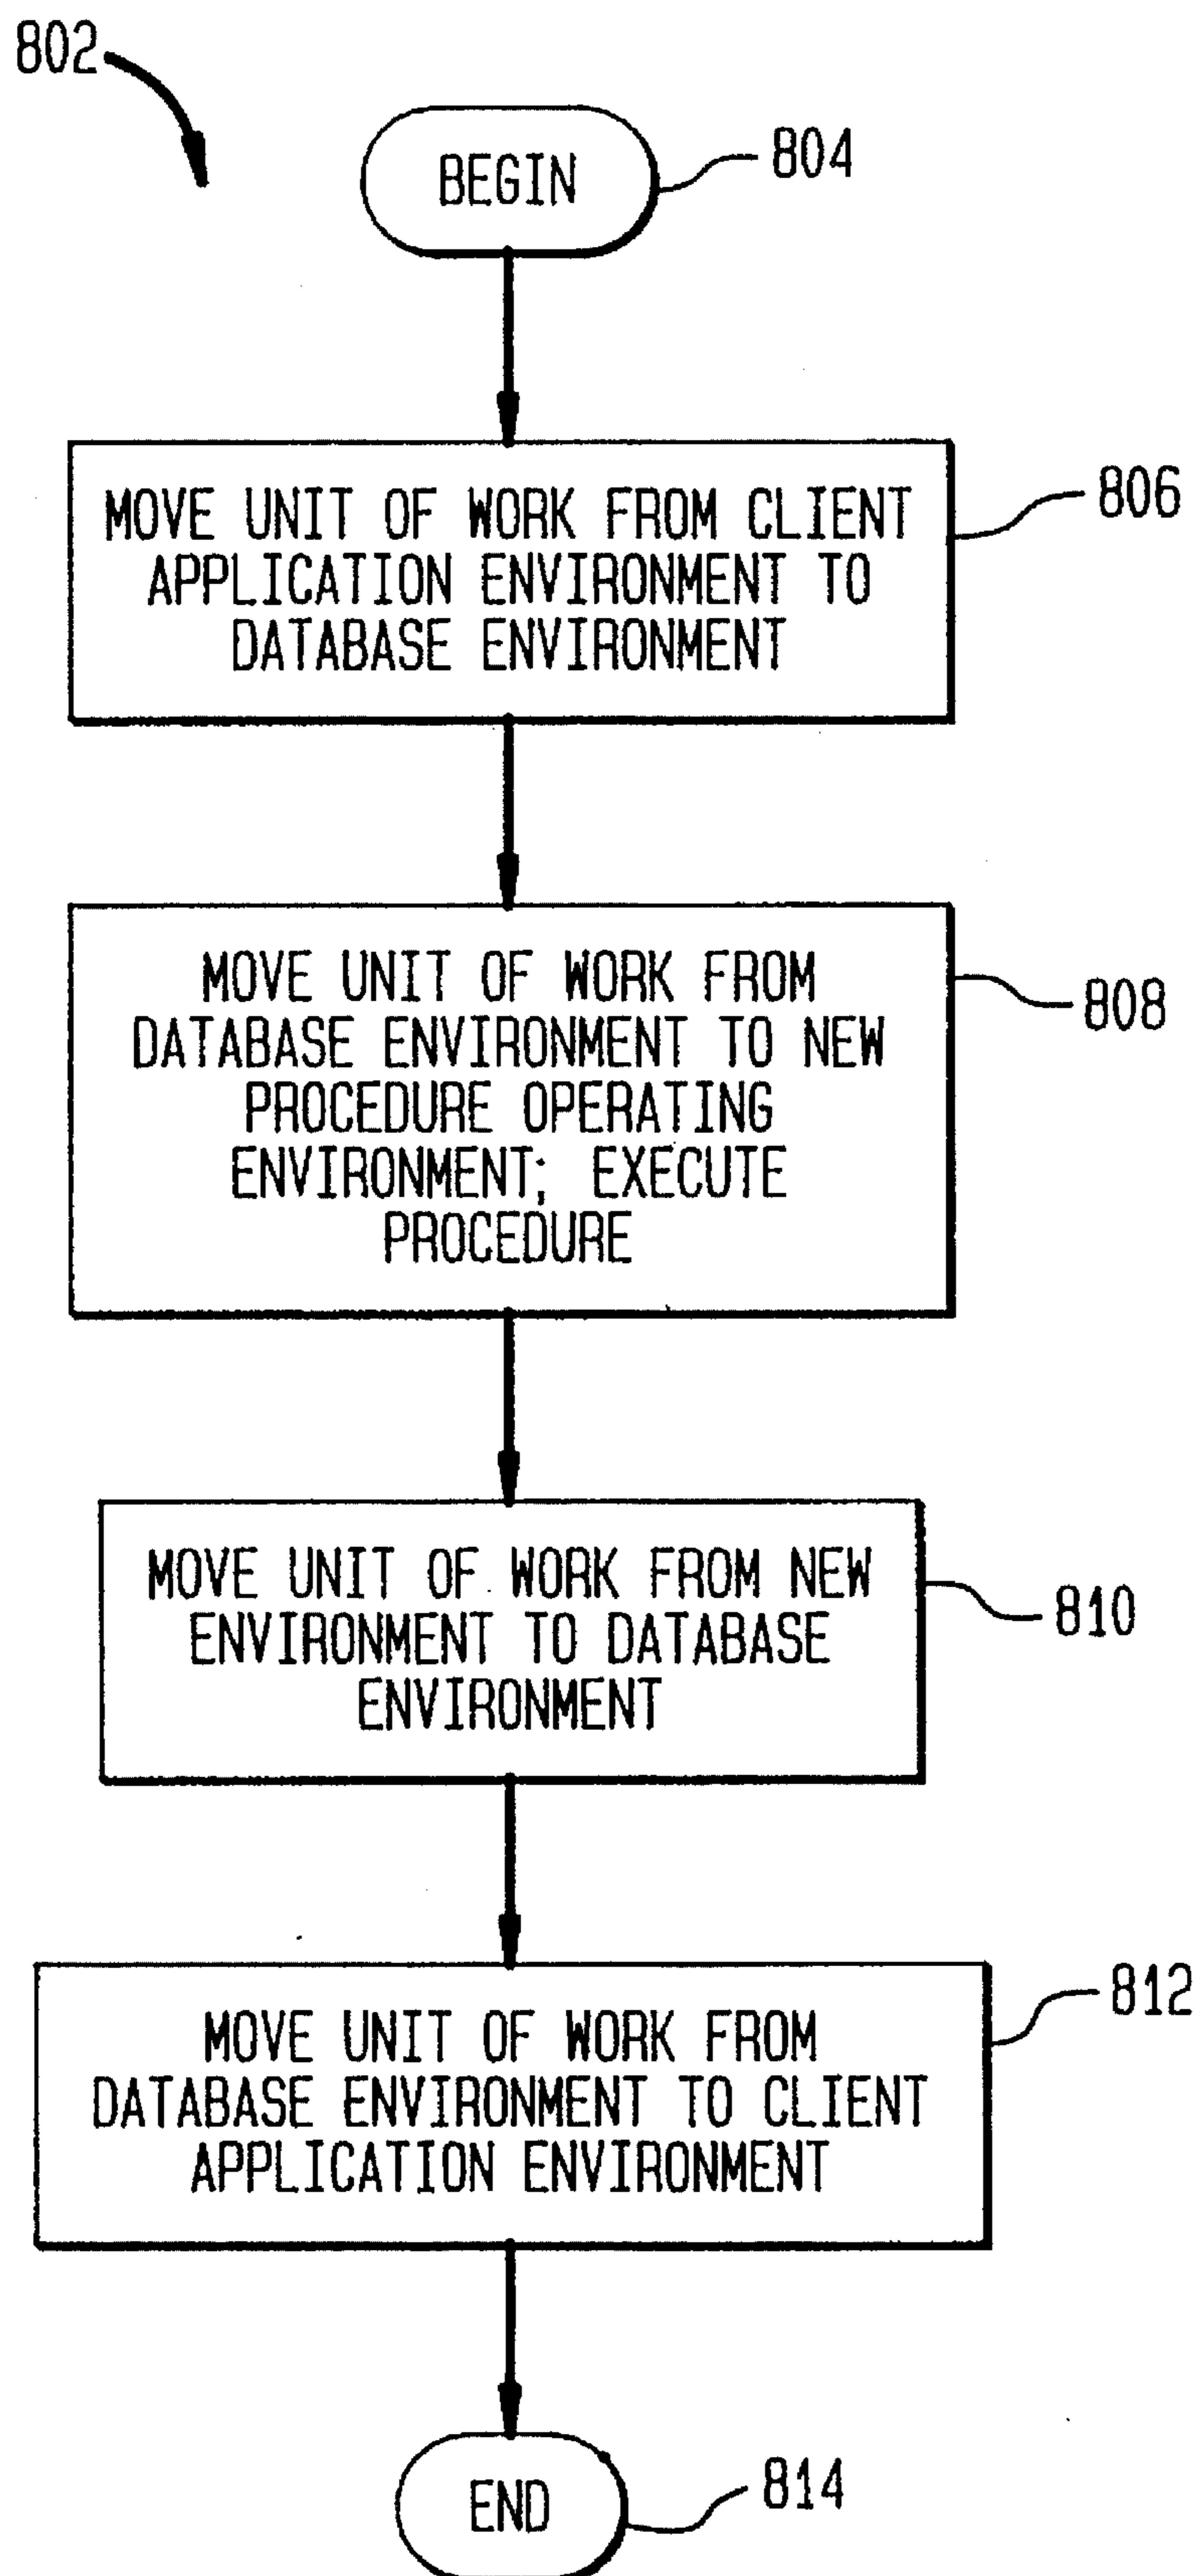 802
BEGIN
804
MOVE UNIT OF WORK FROM CLIENT
APPLICATION ENVIRONMENT TO
DATABASE ENVIRONMENT
806
MOVE UNIT OF WORK FROM
DATABASE ENVIRONMENT TO NEW
PROCEDURE OPERATING
ENVIRONMENT; EXECUTE
PROCEDURE
808
MOVE UNIT OF WORK FROM NEW
ENVIRONMENT TO DATABASE
ENVIRONMENT
810
MOVE UNIT OF WORK FROM
DATABASE ENVIRONMENT TO CLIENT
APPLICATION ENVIRONMENT
812
END
814